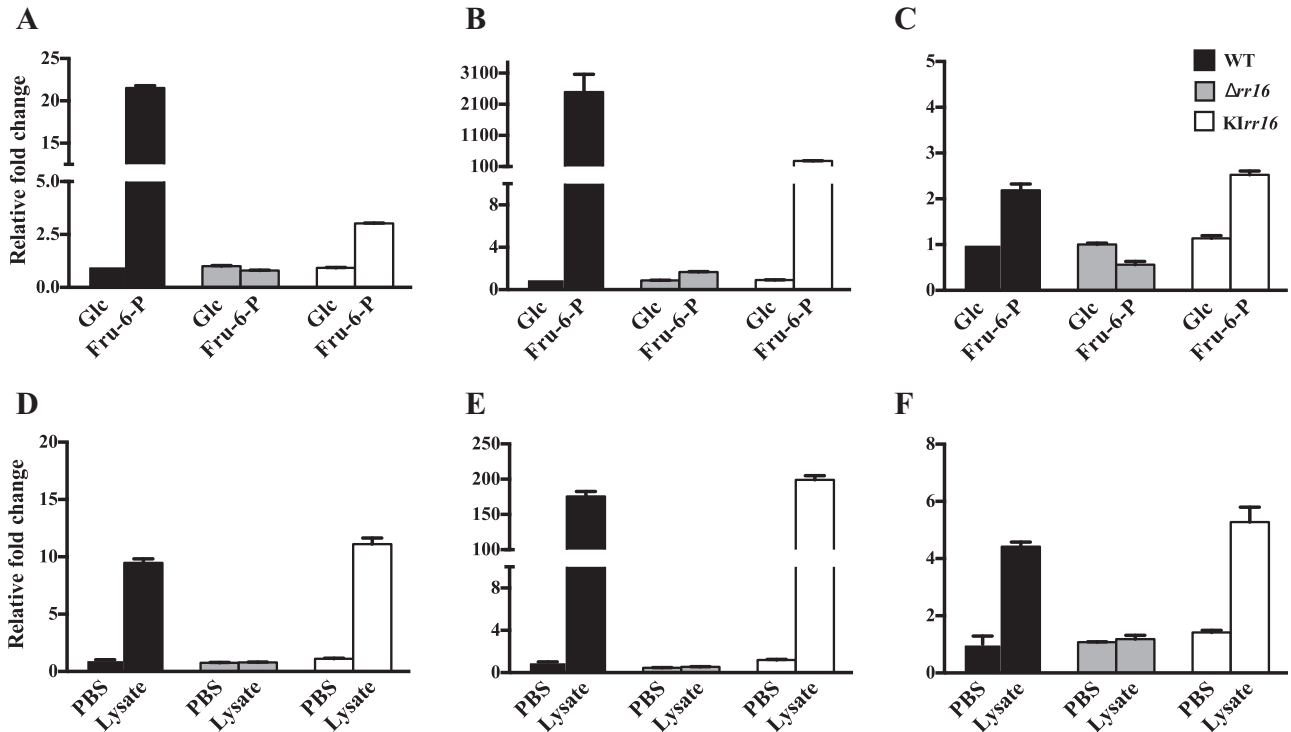 A
B
C
Relative fold change
25
20
15
5.0
2.5
0.0
Glc
Fru-6-P
Glc
Fru-6-P
Glc
Fru-6-P
3100
2100
1100
100
8
4
0
Glc
Fru-6-P
Glc
Fru-6-P
Glc
Fru-6-P
5
4
3
2
1
0
Glc
Fru-6-P
Glc
Fru-6-P
Glc
Fru-6-P
WT
Δrr16
KIrr16
D
E
F
Relative fold change
20
15
10
5
0
PBS
Lysate
PBS
Lysate
PBS
Lysate
250
200
150
100
8
4
0
PBS
Lysate
PBS
Lysate
PBS
Lysate
8
6
4
2
0
PBS
Lysate
PBS
Lysate
PBS
Lysate